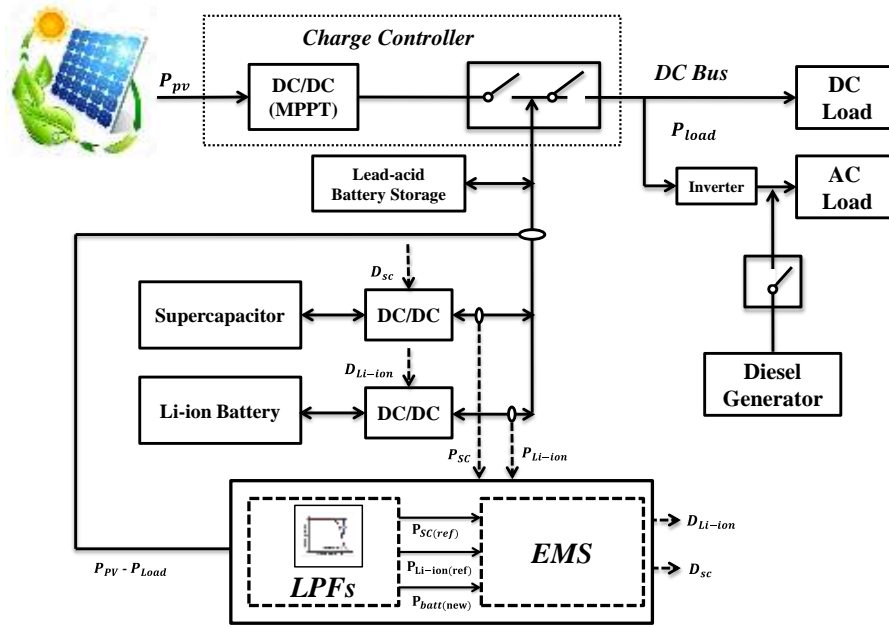 Charge Controller
P_pv
DC/DC
(MPPT)
DC Bus
DC
Load
P_load
Lead-acid
Battery Storage
Inverter
AC
Load
D_sc
Supercapacitor
DC/DC
D_Li−ion
Li-ion Battery
DC/DC
Diesel
Generator
P_SC
P_Li−ion
P_SC(ref)
P_Li-ion(ref)
P_batt(new)
LPFs
EMS
D_Li−ion
D_sc
P_PV - P_Load